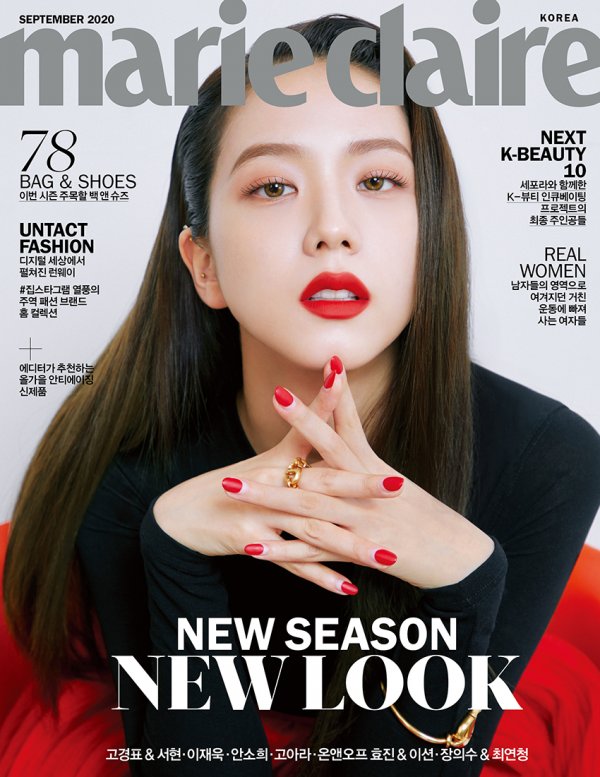 SEPTEMBER 2020
KOREA
marie claire
78
BAG & SHOES
이번 시즌 주목할 백 앤 슈즈
UNTACT
FASHION
디지털 세상에서
펼쳐진 런웨이
#집스타그램 열풍의
주역 패션 브랜드
홈 컬렉션
에디터가 추천하는
올가을 안티에이징
신제품
NEXT
K-BEAUTY
10
세포라와 함께한
K-뷰티 인큐베이팅
프로젝트의
최종 주인공들
REAL
WOMEN
남자들의 영역으로
여겨지던 거친
운동에 빠져
사는 여자들
NEW SEASON
NEW LOOK
고경표 & 서현·이재욱·안소희·고아라·온앤오프 효진 & 이션·장의수 & 최연청